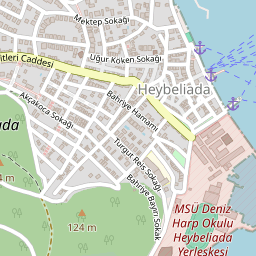 Mektep Sokağı
Uğur Köken Sokağı
itleri Caddesi
Heybeliada
Akçakoca Sokağı
Bahriye Hamamı
ada
Turgut Reis Sokağı
Bahriye Bayırı Sokak
114 m
124 m
MSÜ Deniz
Harp Okulu
Heybeliada
Yerleşkesi